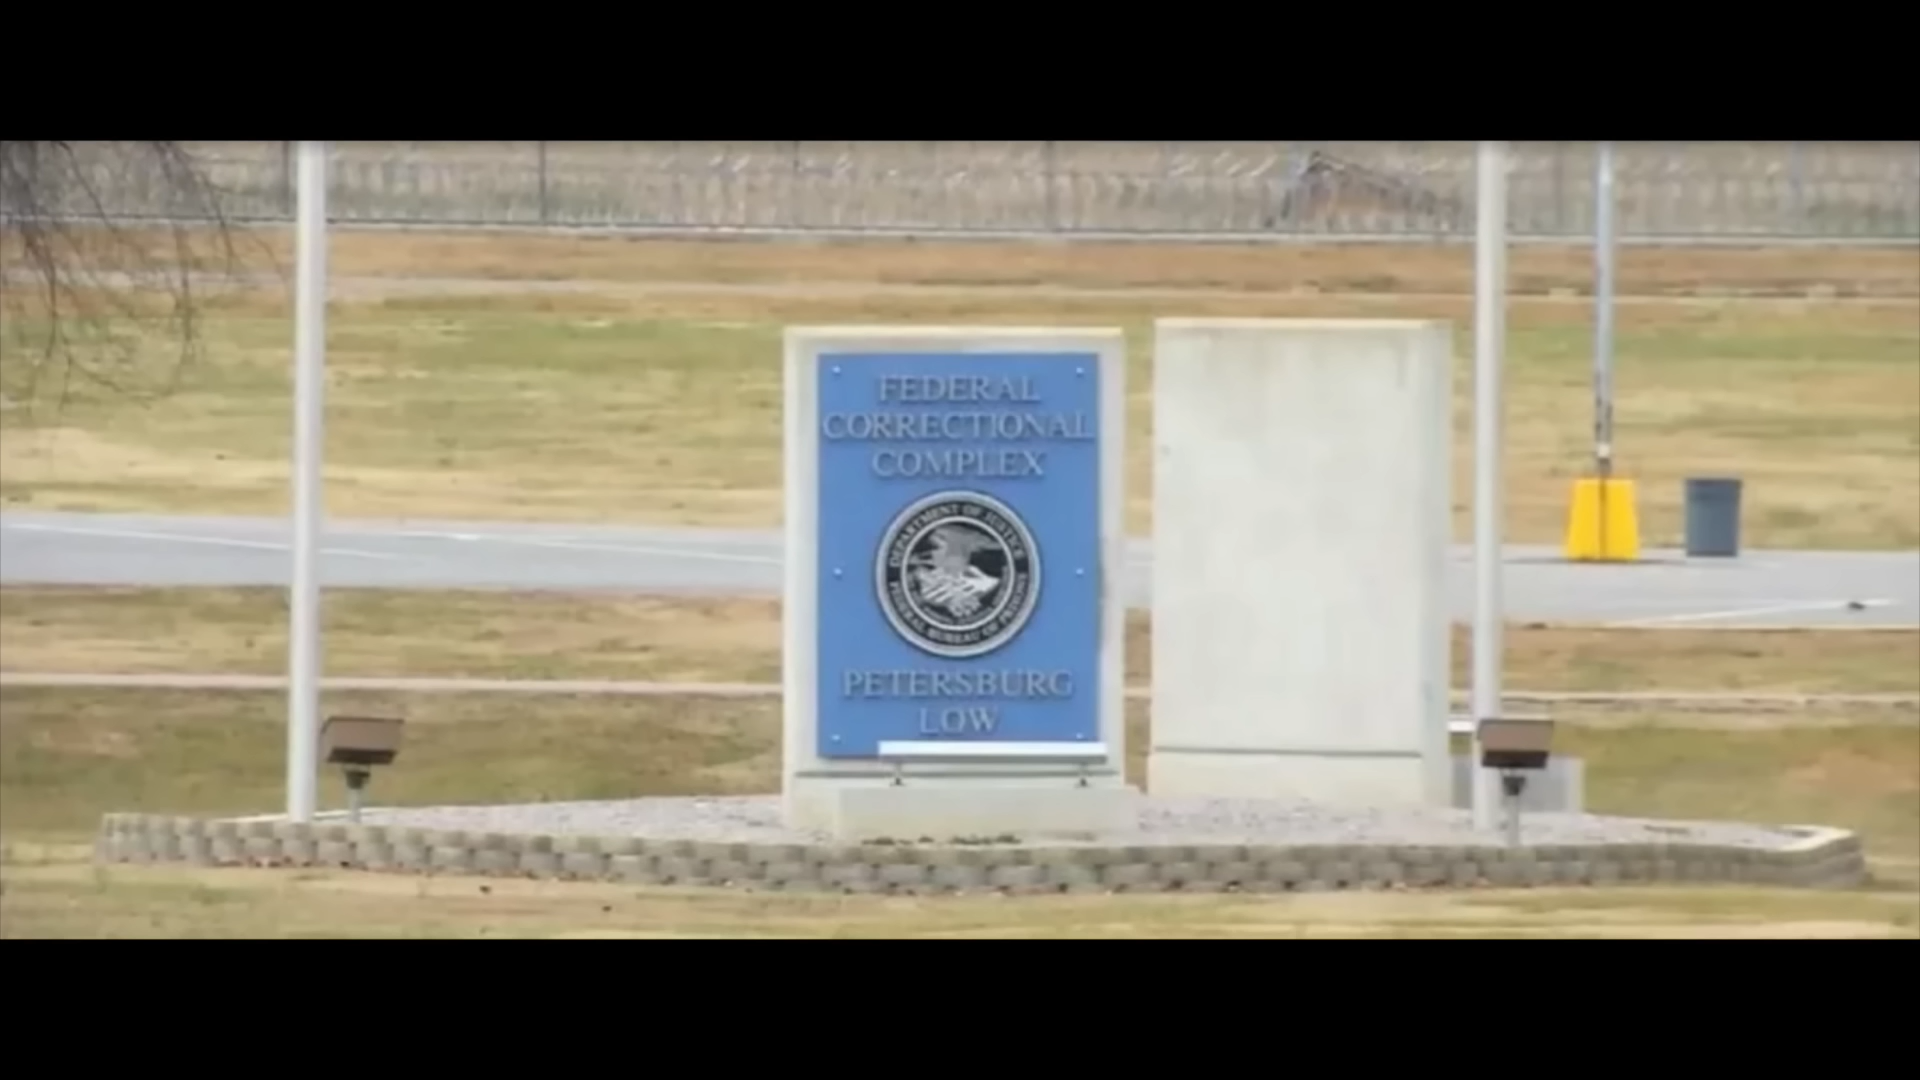 FEDERAL
CORRECTIONAL
COMPLEX
DEPARTMENT OF JUSTICE
FEDERAL BUREAU OF PRISONS
PETERSBURG
LOW